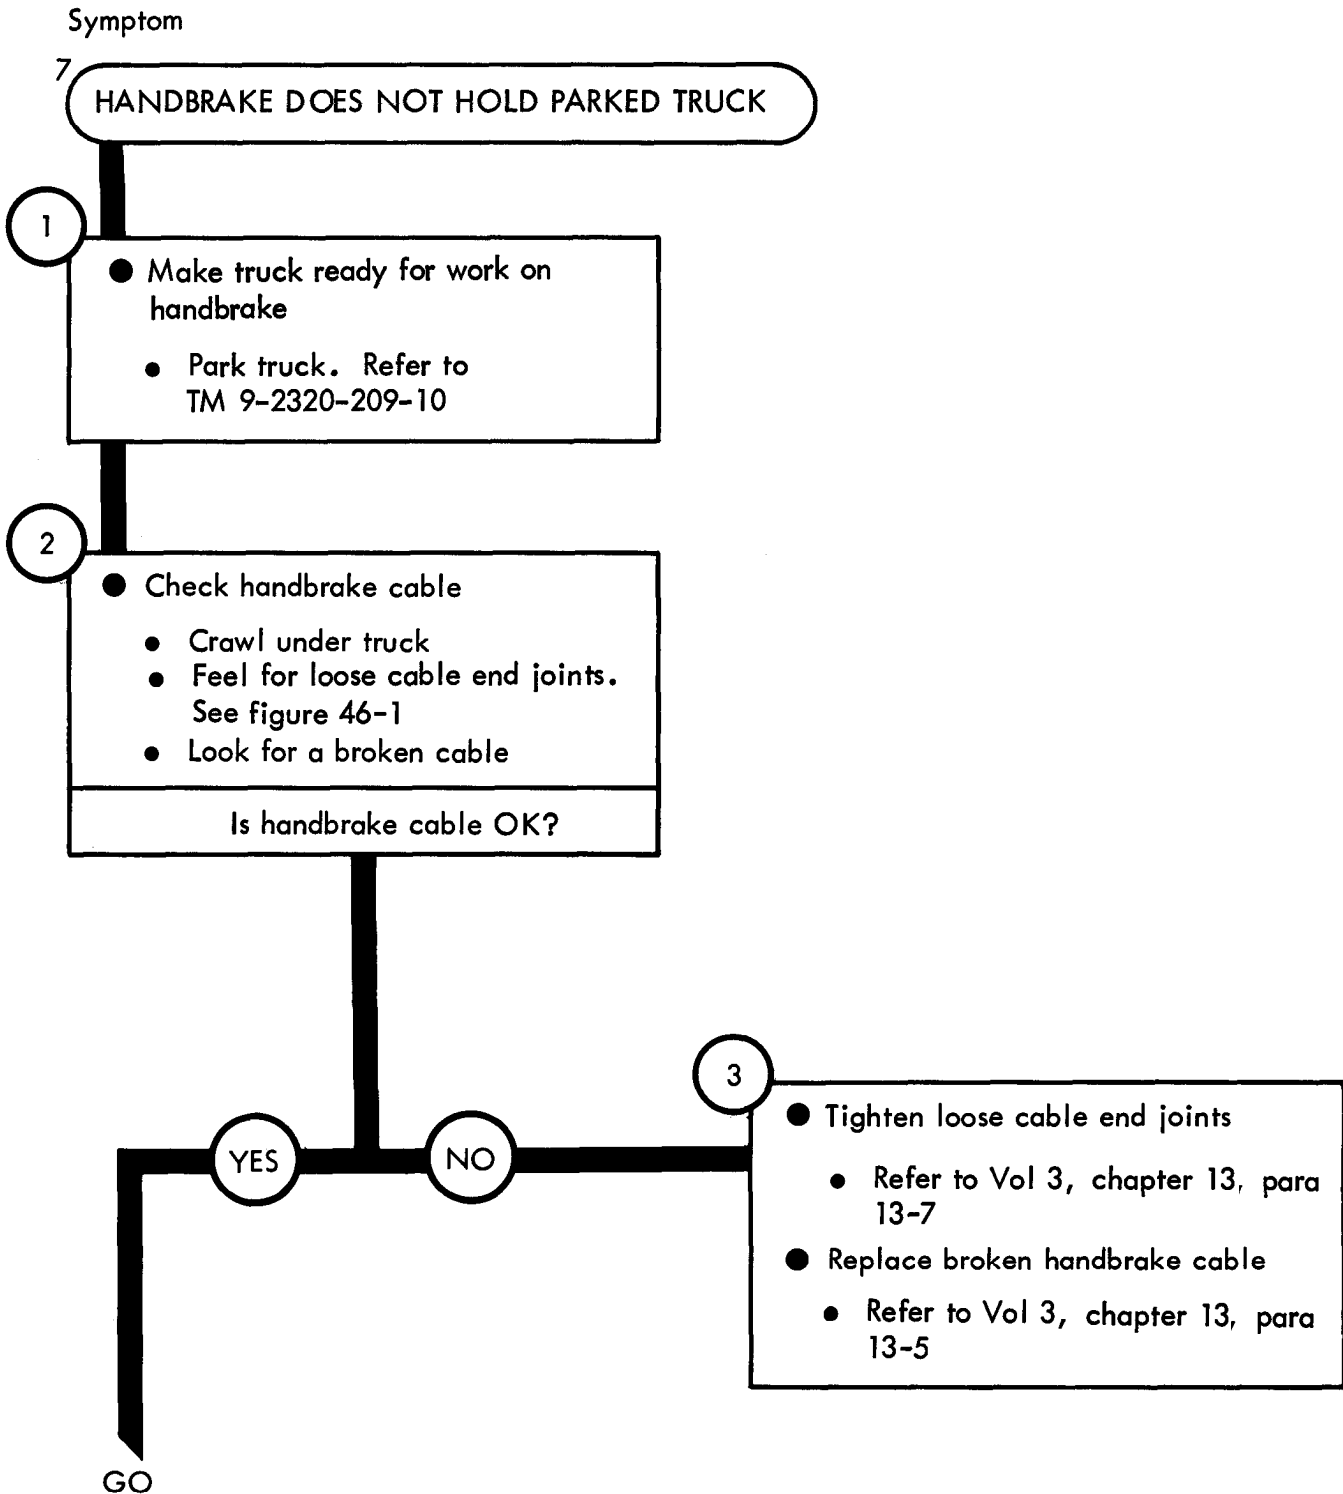 Symptom
7
HANDBRAKE DOES NOT HOLD PARKED TRUCK
1
● Make truck ready for work on
handbrake
● Park truck. Refer to
TM 9-2320-209-10
2
● Check handbrake cable
● Crawl under truck
● Feel for loose cable end joints.
See figure 46-1
● Look for a broken cable
Is handbrake cable OK?
YES
NO
3
● Tighten loose cable end joints
● Refer to Vol 3, chapter 13, para
13-7
● Replace broken handbrake cable
● Refer to Vol 3, chapter 13, para
13-5
GO